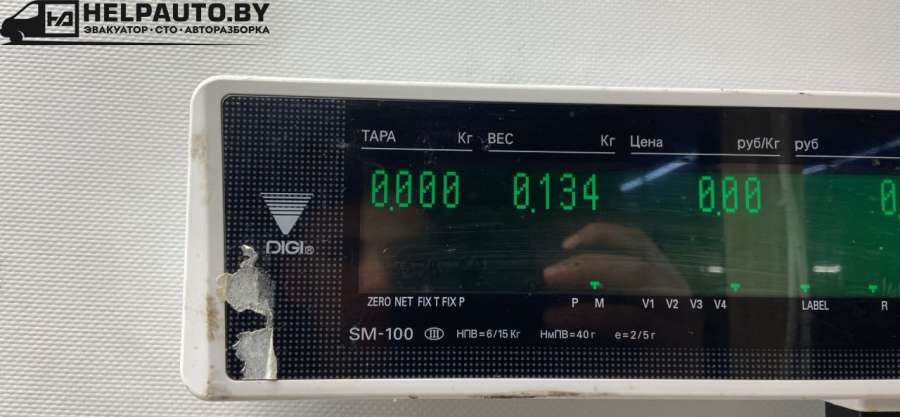 HELPAUTO.BY
ЭВАКУАТОР • СТО • АВТОРАЗБОРКА
ТАРА Кг ВЕС Кг Цена руб/Кг руб
0.000 0.134 0.00 0.
DIGI®
ZERO NET FIX T FIX P P M V1 V2 V3 V4 LABEL R
SM-100 III НПВ=6/15 Кг НмПВ=40 г e=2/5 г